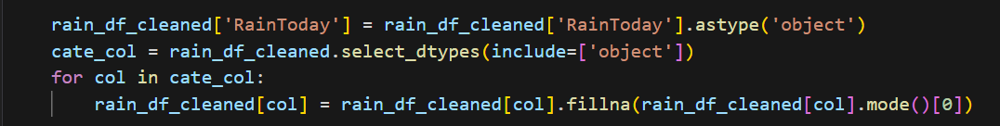 rain_df_cleaned['RainToday'] = rain_df_cleaned['RainToday'].astype('object')
cate_col = rain_df_cleaned.select_dtypes(include=['object'])
for col in cate_col:
    rain_df_cleaned[col] = rain_df_cleaned[col].fillna(rain_df_cleaned[col].mode()[0])